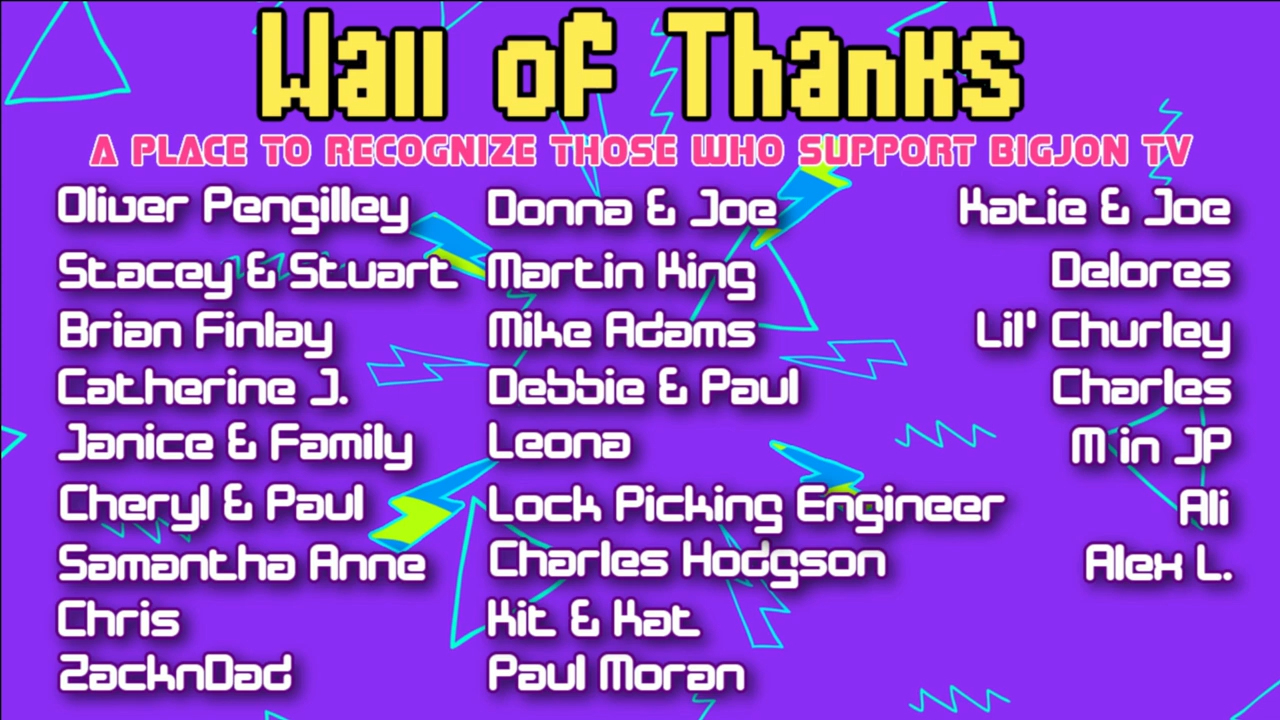 Wall of Thanks
A PLACE TO RECOGNIZE THOSE WHO SUPPORT BIGJON TV
Oliver Pengilley
Stacey & Stuart
Brian Finlay
Catherine J.
Janice & Family
Cheryl & Paul
Samantha Anne
Chris
ZacknDad
Donna & Joe
Martin King
Mike Adams
Debbie & Paul
Leona
Lock Picking Engineer
Charles Hodgson
Kit & Kat
Paul Moran
Katie & Joe
Delores
Lil' Churley
Charles
M in JP
Ali
Alex L.